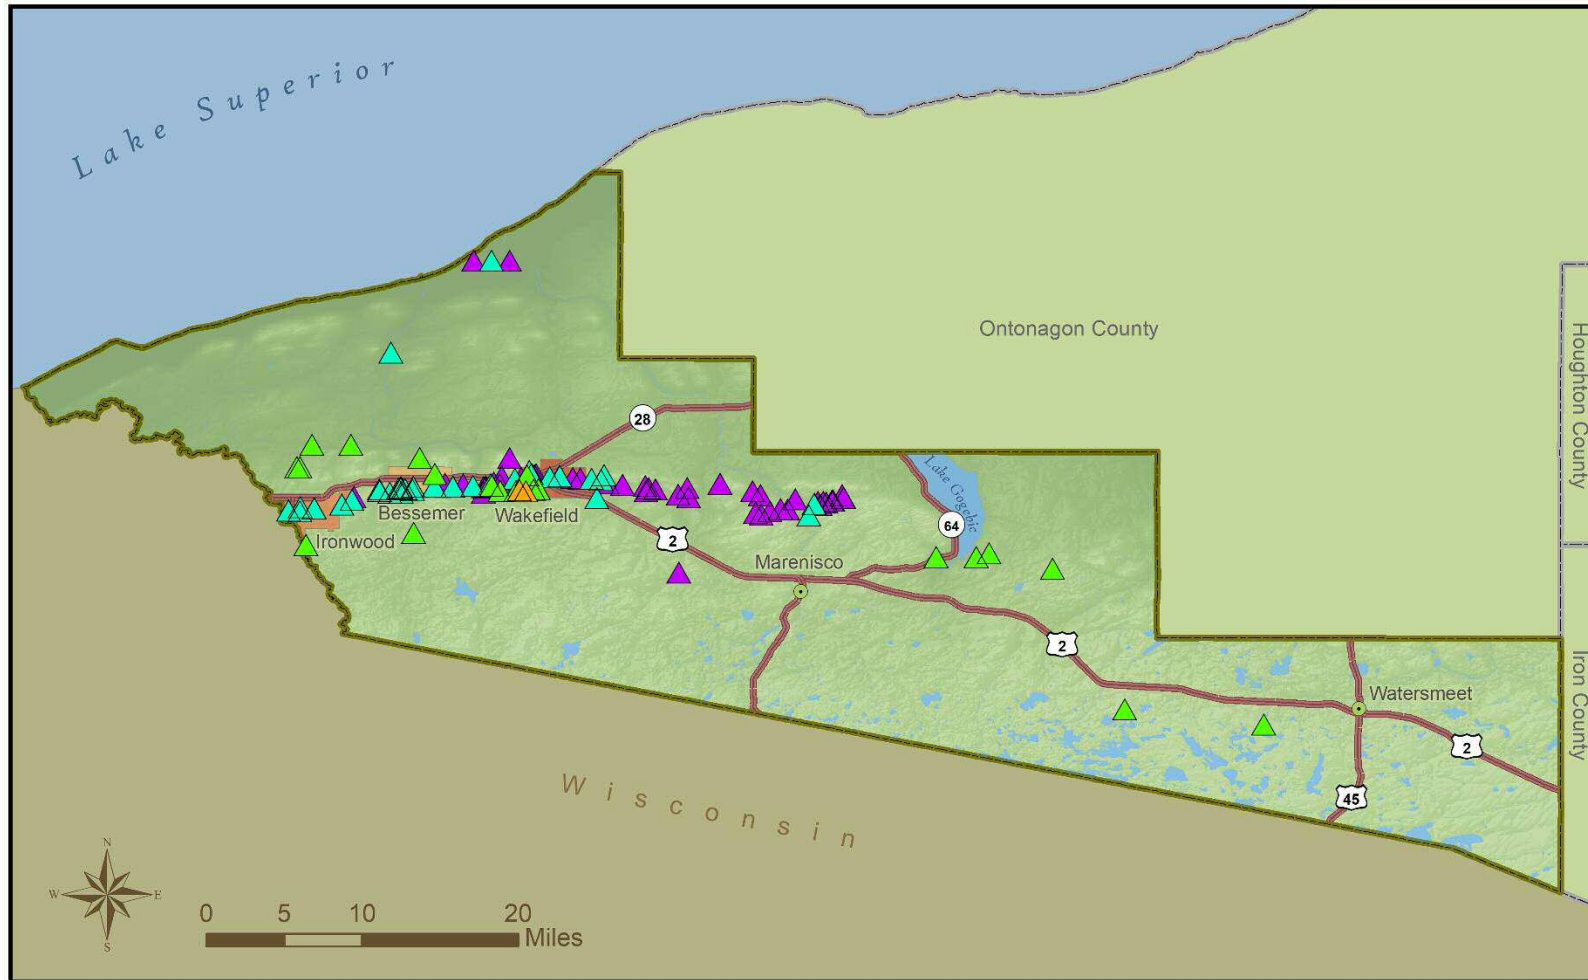 Lake Superior
Ontonagon County
Houghton County
28
Lake Gogebic
Bessemer
Wakefield
64
Ironwood
2
Marenisco
2
Iron County
Watersmeet
2
Wisconsin
45
N
W
E
S
0 5 10 20
Miles